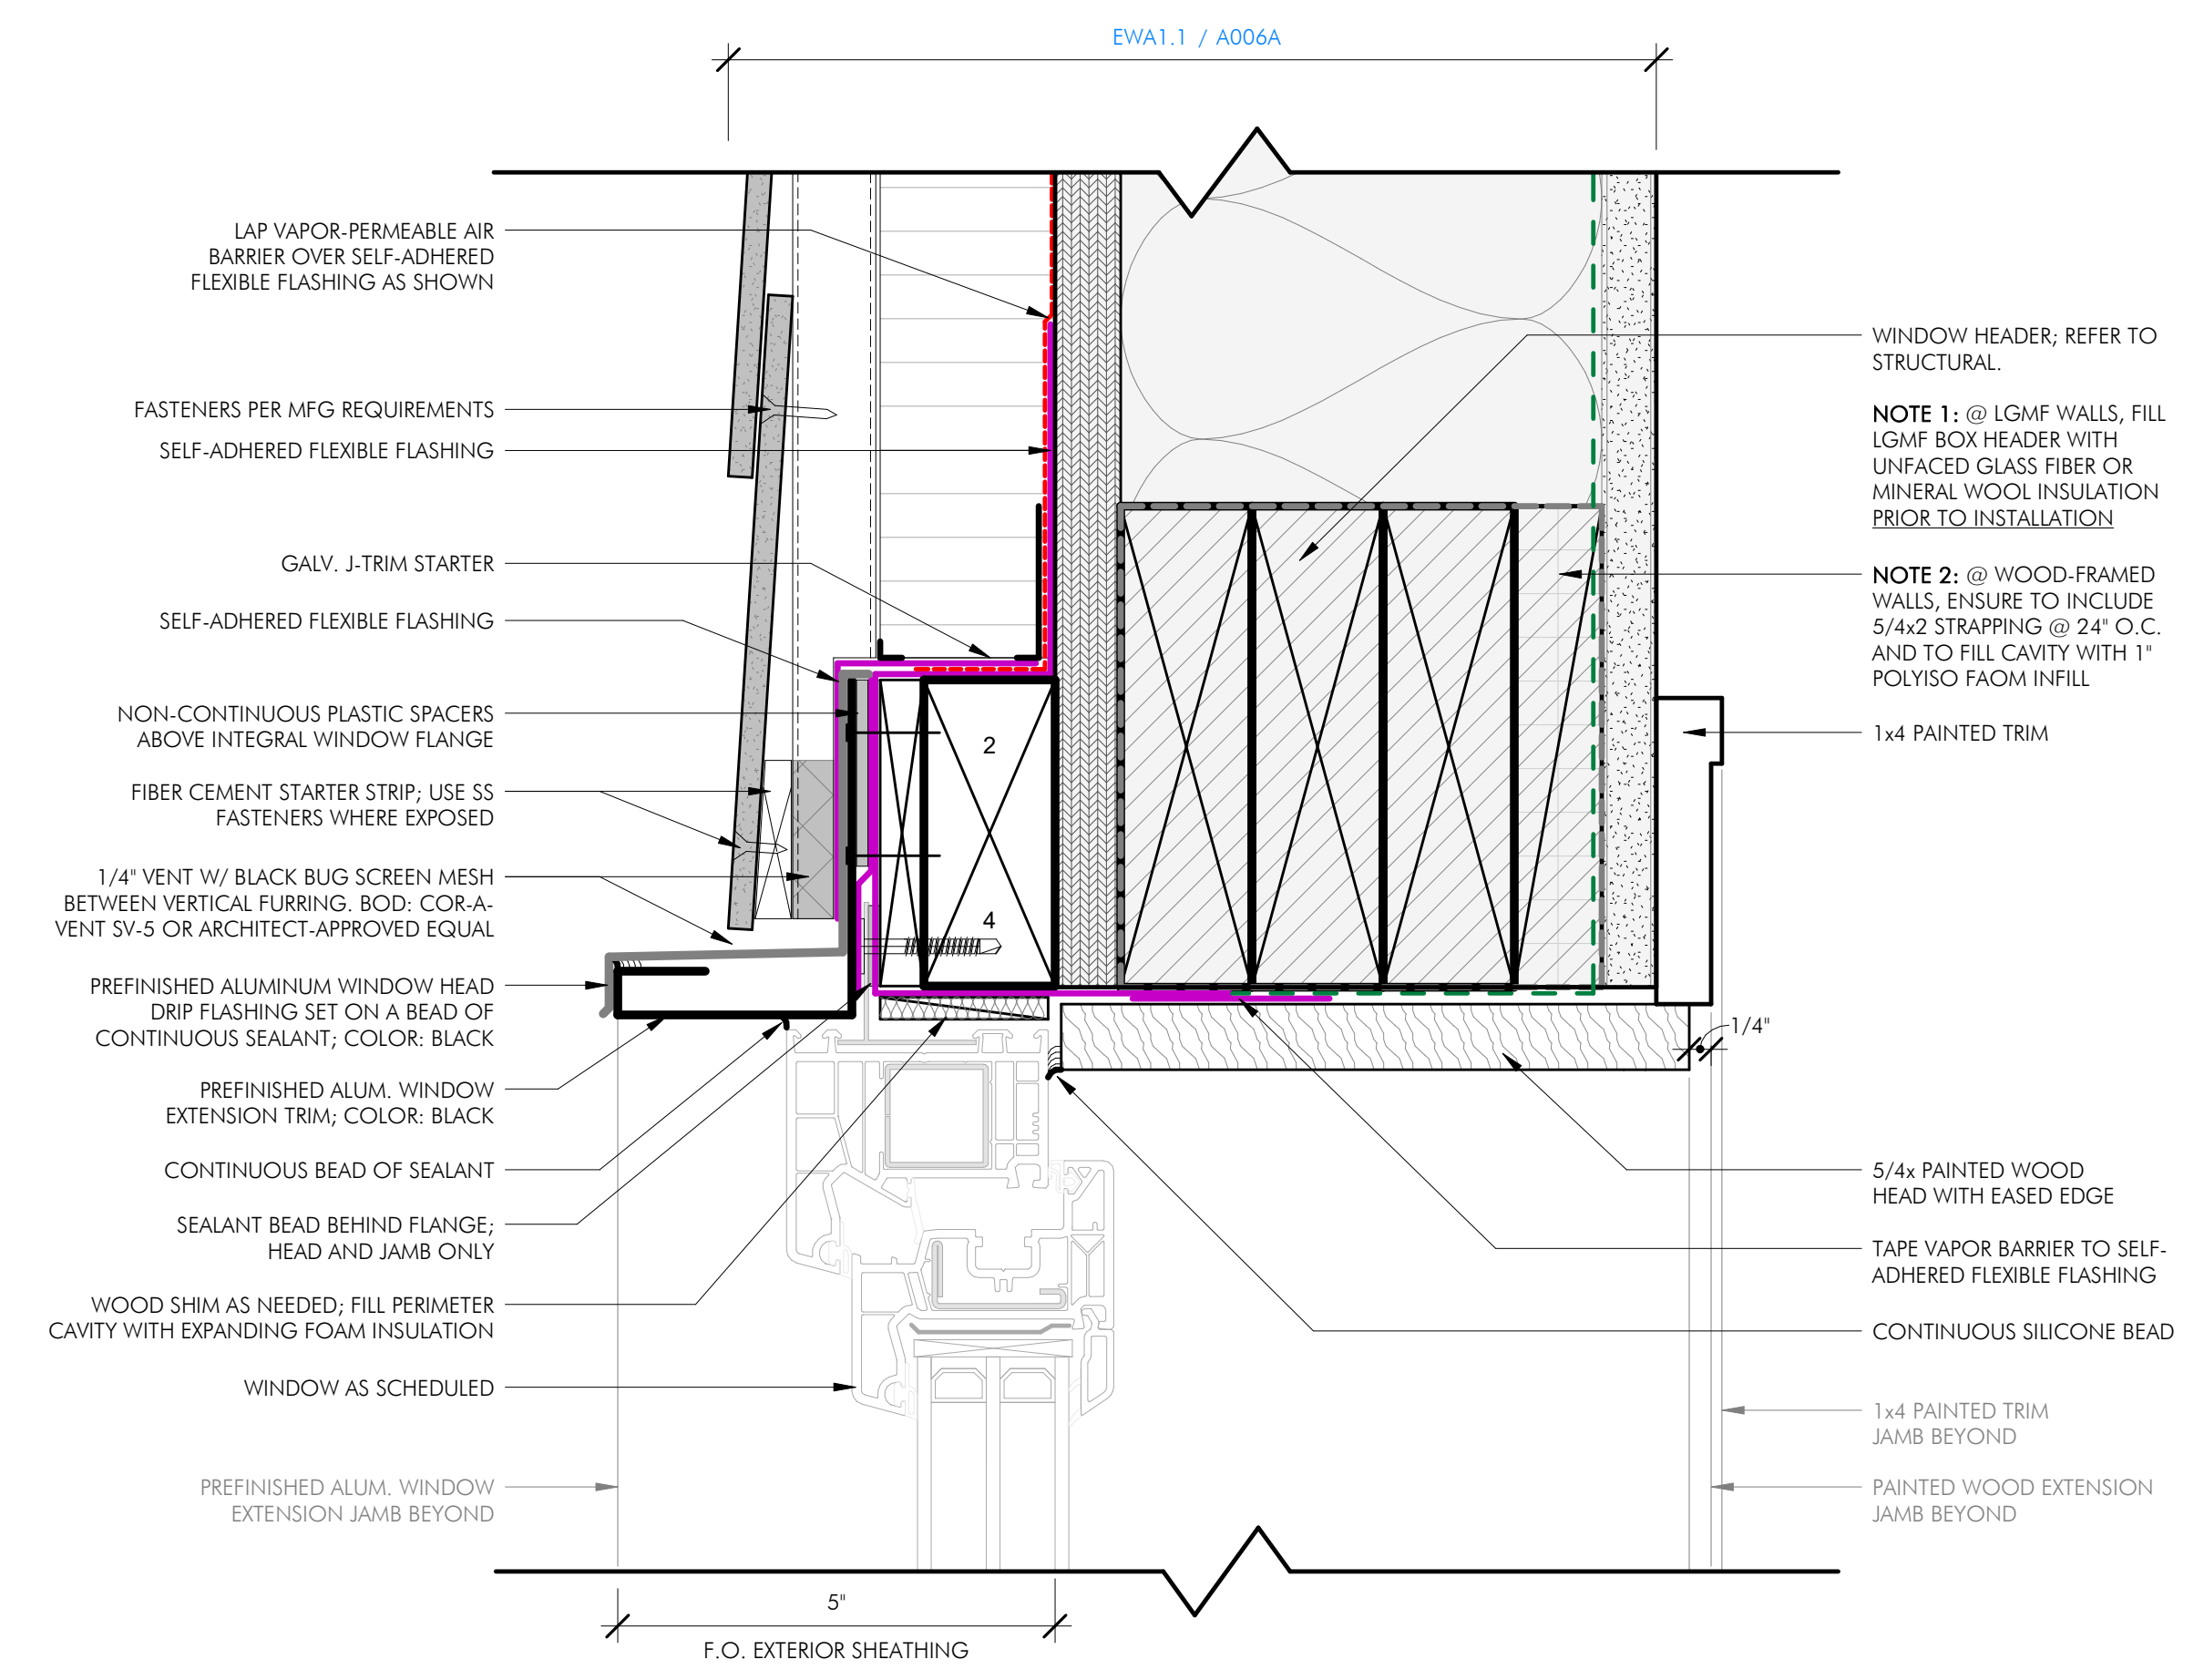 EWA1.1 / A006A
LAP VAPOR-PERMEABLE AIR
BARRIER OVER SELF-ADHERED
FLEXIBLE FLASHING AS SHOWN
FASTENERS PER MFG REQUIREMENTS
SELF-ADHERED FLEXIBLE FLASHING
GALV. J-TRIM STARTER
SELF-ADHERED FLEXIBLE FLASHING
NON-CONTINUOUS PLASTIC SPACERS
ABOVE INTEGRAL WINDOW FLANGE
FIBER CEMENT STARTER STRIP; USE SS
FASTENERS WHERE EXPOSED
1/4" VENT W/ BLACK BUG SCREEN MESH
BETWEEN VERTICAL FURRING. BOD: COR-A-
VENT SV-5 OR ARCHITECT-APPROVED EQUAL
PREFINISHED ALUMINUM WINDOW HEAD
DRIP FLASHING SET ON A BEAD OF
CONTINUOUS SEALANT; COLOR: BLACK
PREFINISHED ALUM. WINDOW
EXTENSION TRIM; COLOR: BLACK
CONTINUOUS BEAD OF SEALANT
SEALANT BEAD BEHIND FLANGE;
HEAD AND JAMB ONLY
WOOD SHIM AS NEEDED; FILL PERIMETER
CAVITY WITH EXPANDING FOAM INSULATION
WINDOW AS SCHEDULED
PREFINISHED ALUM. WINDOW
EXTENSION JAMB BEYOND
2
4
5"
F.O. EXTERIOR SHEATHING
WINDOW HEADER; REFER TO
STRUCTURAL.
NOTE 1: @ LGMF WALLS, FILL
LGMF BOX HEADER WITH
UNFACED GLASS FIBER OR
MINERAL WOOL INSULATION
PRIOR TO INSTALLATION
NOTE 2: @ WOOD-FRAMED
WALLS, ENSURE TO INCLUDE
5/4x2 STRAPPING @ 24" O.C.
AND TO FILL CAVITY WITH 1"
POLYISO FAOM INFILL
1x4 PAINTED TRIM
1/4"
5/4x PAINTED WOOD
HEAD WITH EASED EDGE
TAPE VAPOR BARRIER TO SELF-
ADHERED FLEXIBLE FLASHING
CONTINUOUS SILICONE BEAD
1x4 PAINTED TRIM
JAMB BEYOND
PAINTED WOOD EXTENSION
JAMB BEYOND